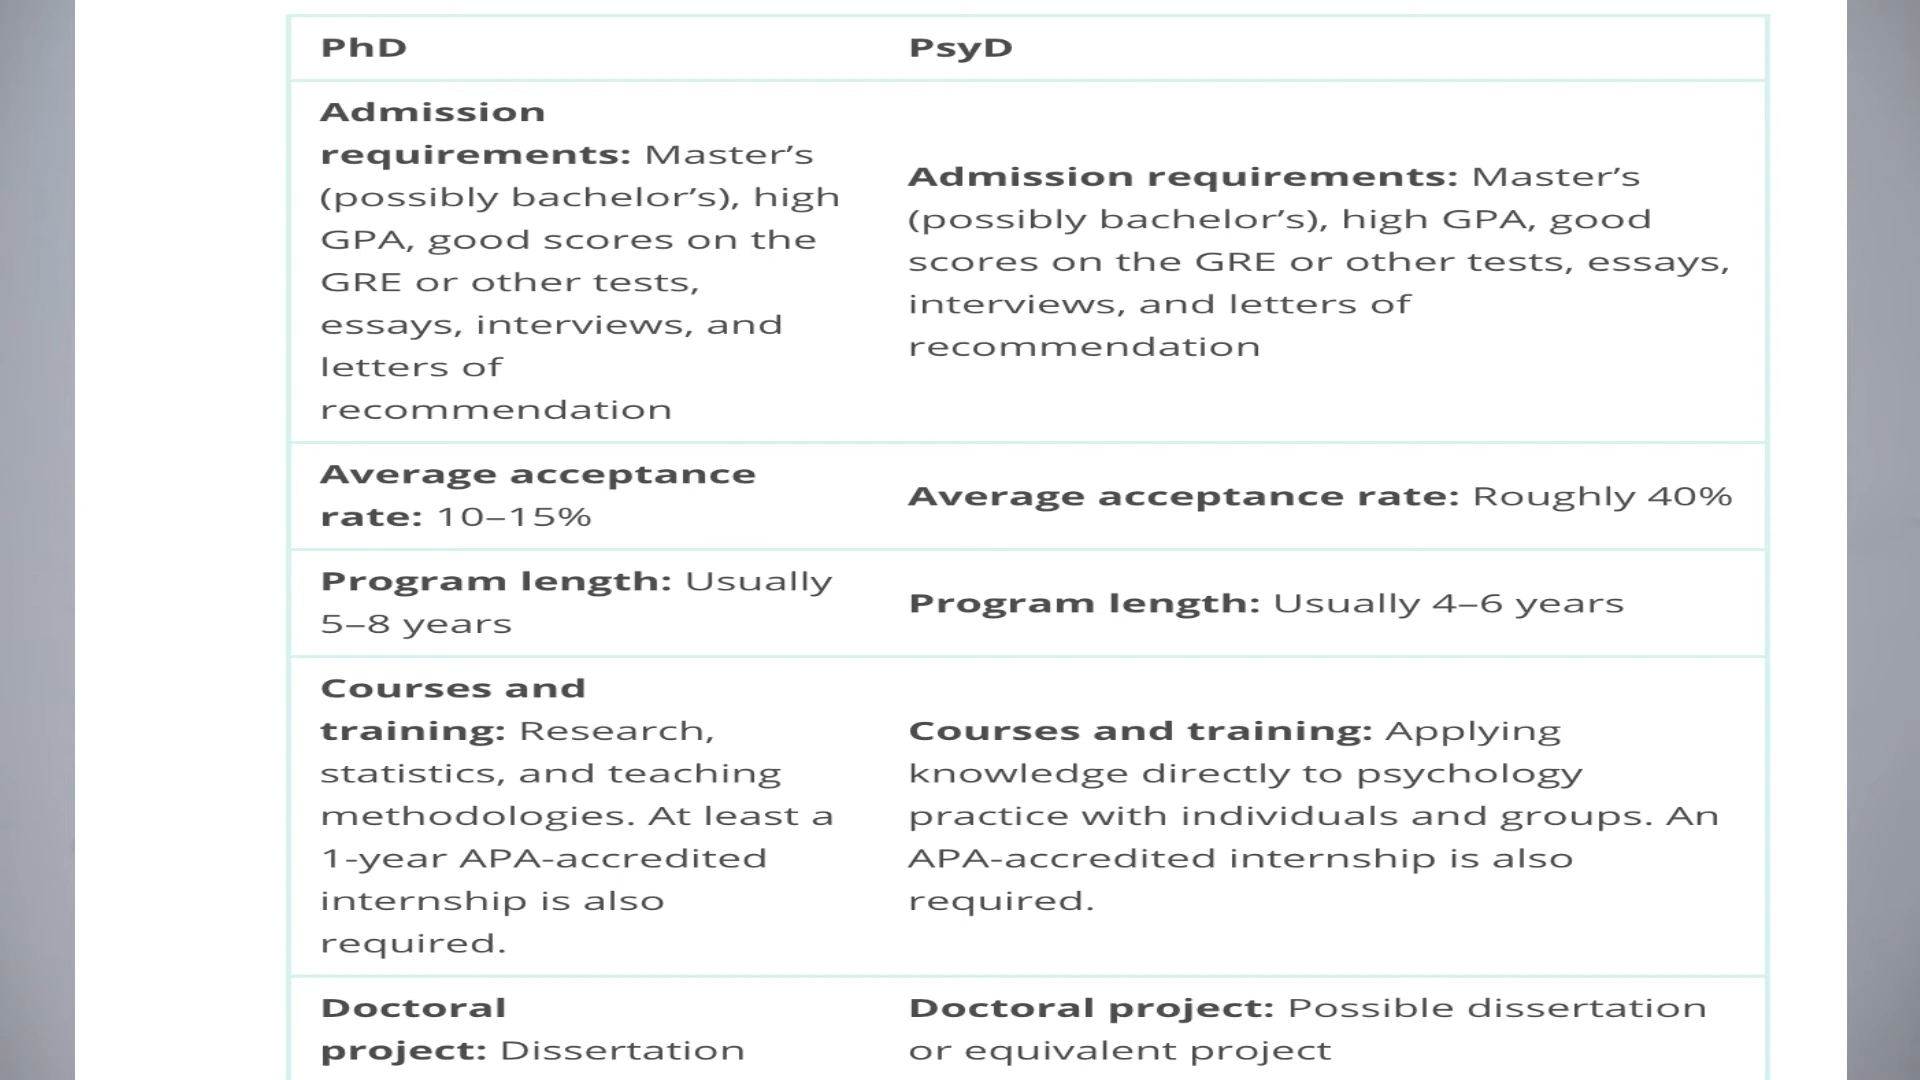 PhD
PsyD
Admission
requirements: Master’s
(possibly bachelor’s), high
GPA, good scores on the
GRE or other tests,
essays, interviews, and
letters of
recommendation
Admission requirements: Master’s
(possibly bachelor’s), high GPA, good
scores on the GRE or other tests, essays,
interviews, and letters of
recommendation
Average acceptance
rate: 10–15%
Average acceptance rate: Roughly 40%
Program length: Usually
5–8 years
Program length: Usually 4–6 years
Courses and
training: Research,
statistics, and teaching
methodologies. At least a
1-year APA-accredited
internship is also
required.
Courses and training: Applying
knowledge directly to psychology
practice with individuals and groups. An
APA-accredited internship is also
required.
Doctoral
project: Dissertation
Doctoral project: Possible dissertation
or equivalent project